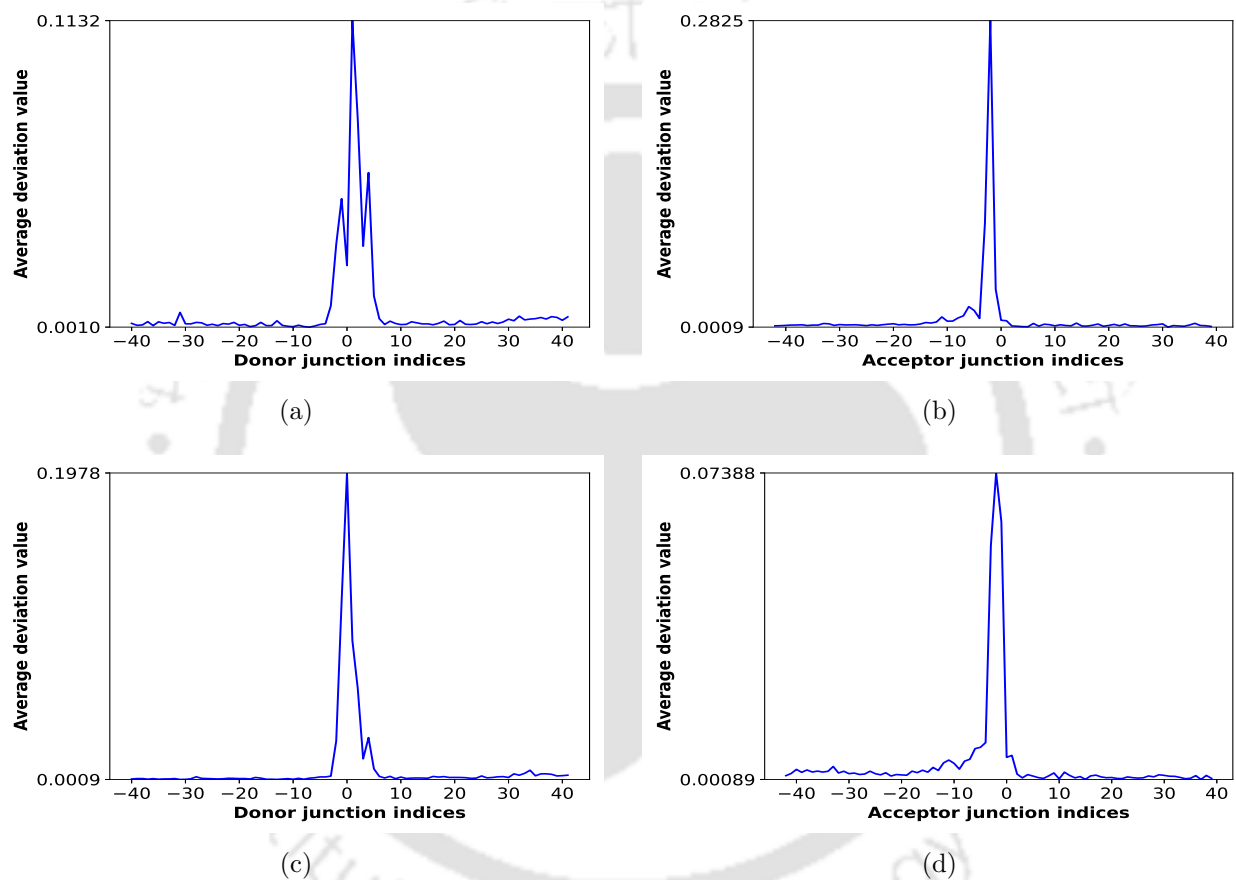 0.1132
0.0010
Average deviation value
−40 −30 −20 −10 0 10 20 30 40
Donor junction indices
(a)
0.2825
0.0009
Average deviation value
−40 −30 −20 −10 0 10 20 30 40
Acceptor junction indices
(b)
0.1978
0.0009
Average deviation value
−40 −30 −20 −10 0 10 20 30 40
Donor junction indices
(c)
0.07388
0.00089
Average deviation value
−40 −30 −20 −10 0 10 20 30 40
Acceptor junction indices
(d)